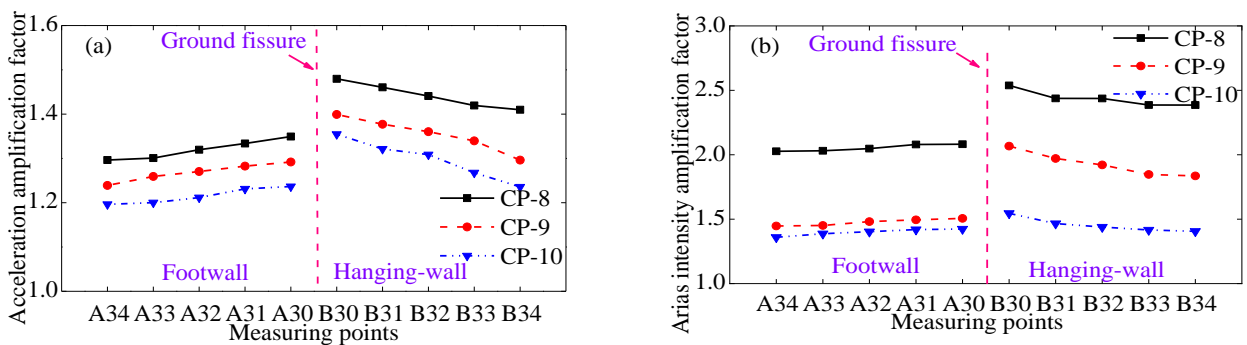 Acceleration amplification factor
1.6
1.4
1.2
1.0
(a)
Ground fissure
CP-8
CP-9
CP-10
Footwall
Hanging-wall
A34 A33 A32 A31 A30 B30 B31 B32 B33 B34
Measuring points
Arias intensity amplification factor
3.0
2.5
2.0
1.5
1.0
(b)
Ground fissure
CP-8
CP-9
CP-10
Footwall
Hanging-wall
A34 A33 A32 A31 A30 B30 B31 B32 B33 B34
Measuring points